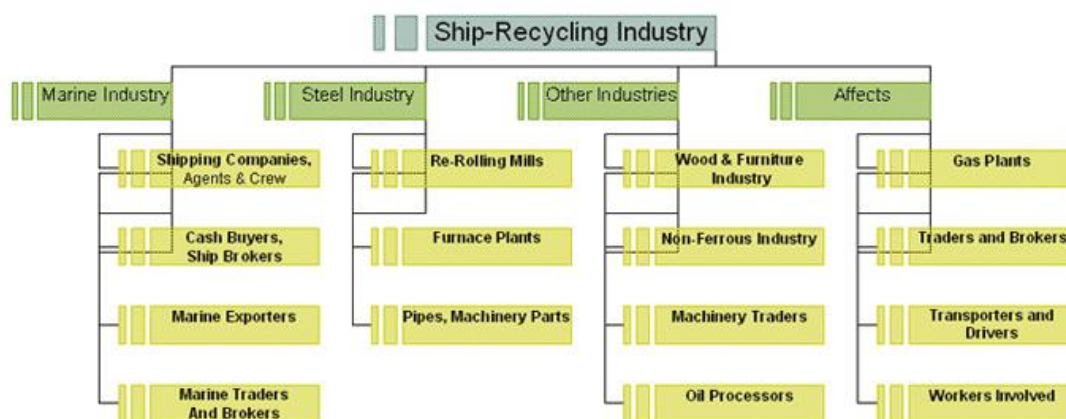 Ship-Recycling Industry
Marine Industry
Steel Industry
Other Industries
Affects
Shipping Companies,
Agents & Crew
Re-Rolling Mills
Wood & Furniture
Industry
Gas Plants
Cash Buyers,
Ship Brokers
Furnace Plants
Non-Ferrous Industry
Traders and Brokers
Marine Exporters
Pipes, Machinery Parts
Machinery Traders
Transporters and
Drivers
Marine Traders
And Brokers
Oil Processors
Workers Involved